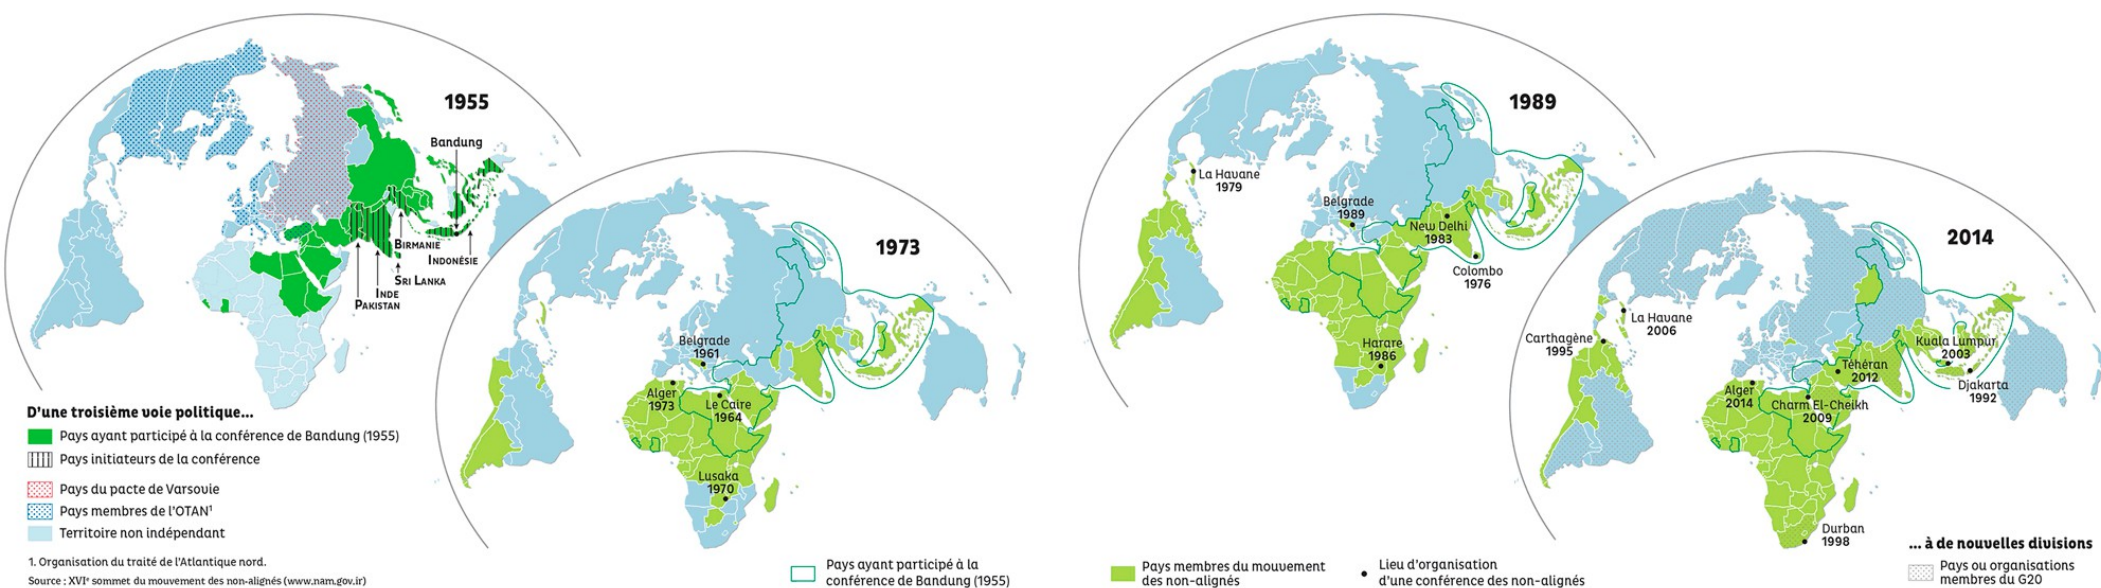 1955
Bandung
BIRMANIE
INDONÉSIE
SRI LANKA
INDE
PAKISTAN
D'une troisième voie politique...
Pays ayant participé à la conférence de Bandung (1955)
Pays initiateurs de la conférence
Pays du pacte de Varsovie
Pays membres de l'OTAN¹
Territoire non indépendant
1. Organisation du traité de l'Atlantique nord.
Source : XVIᵉ sommet du mouvement des non-alignés (www.nam.gov.ir)
1973
Belgrade
1961
Alger
1973
Le Caire
1964
Lusaka
1970
Pays ayant participé à la
conférence de Bandung (1955)
1989
La Havane
1979
Belgrade
1989
New Delhi
1983
Colombo
1976
Harare
1986
Pays membres du mouvement
des non-alignés
Lieu d'organisation
d'une conférence des non-alignés
2014
La Havane
2006
Carthagène
1995
Kuala Lumpur
2003
Téhéran
2012
Djakarta
1992
Alger
2014
Charm El-Cheikh
2009
Durban
1998
... à de nouvelles divisions
Pays ou organisations
membres du G20